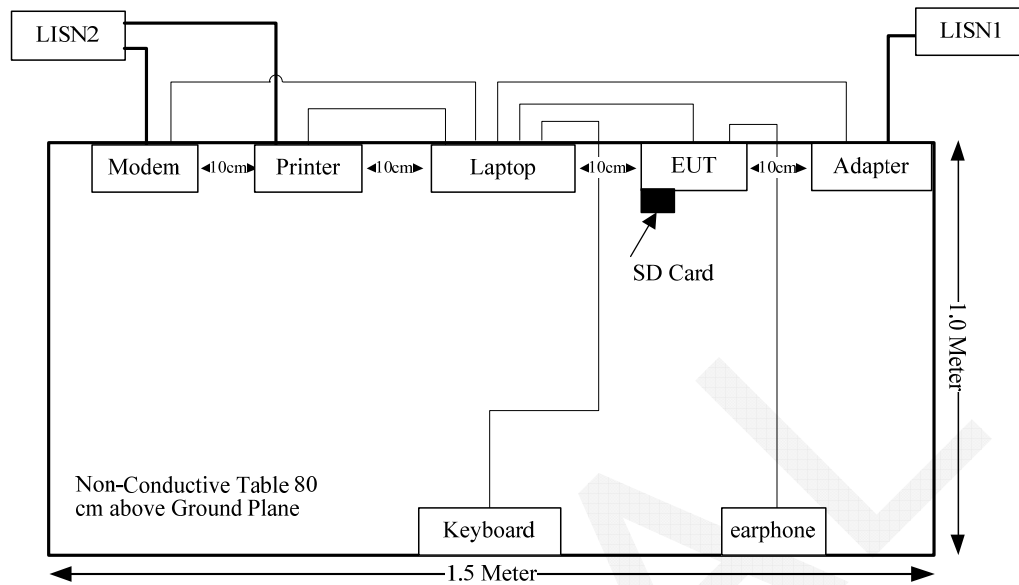 LISN2
LISN1
Modem
10cm
Printer
10cm
Laptop
10cm
EUT
10cm
Adapter
SD Card
1.0 Meter
Non-Conductive Table 80
cm above Ground Plane
Keyboard
earphone
1.5 Meter